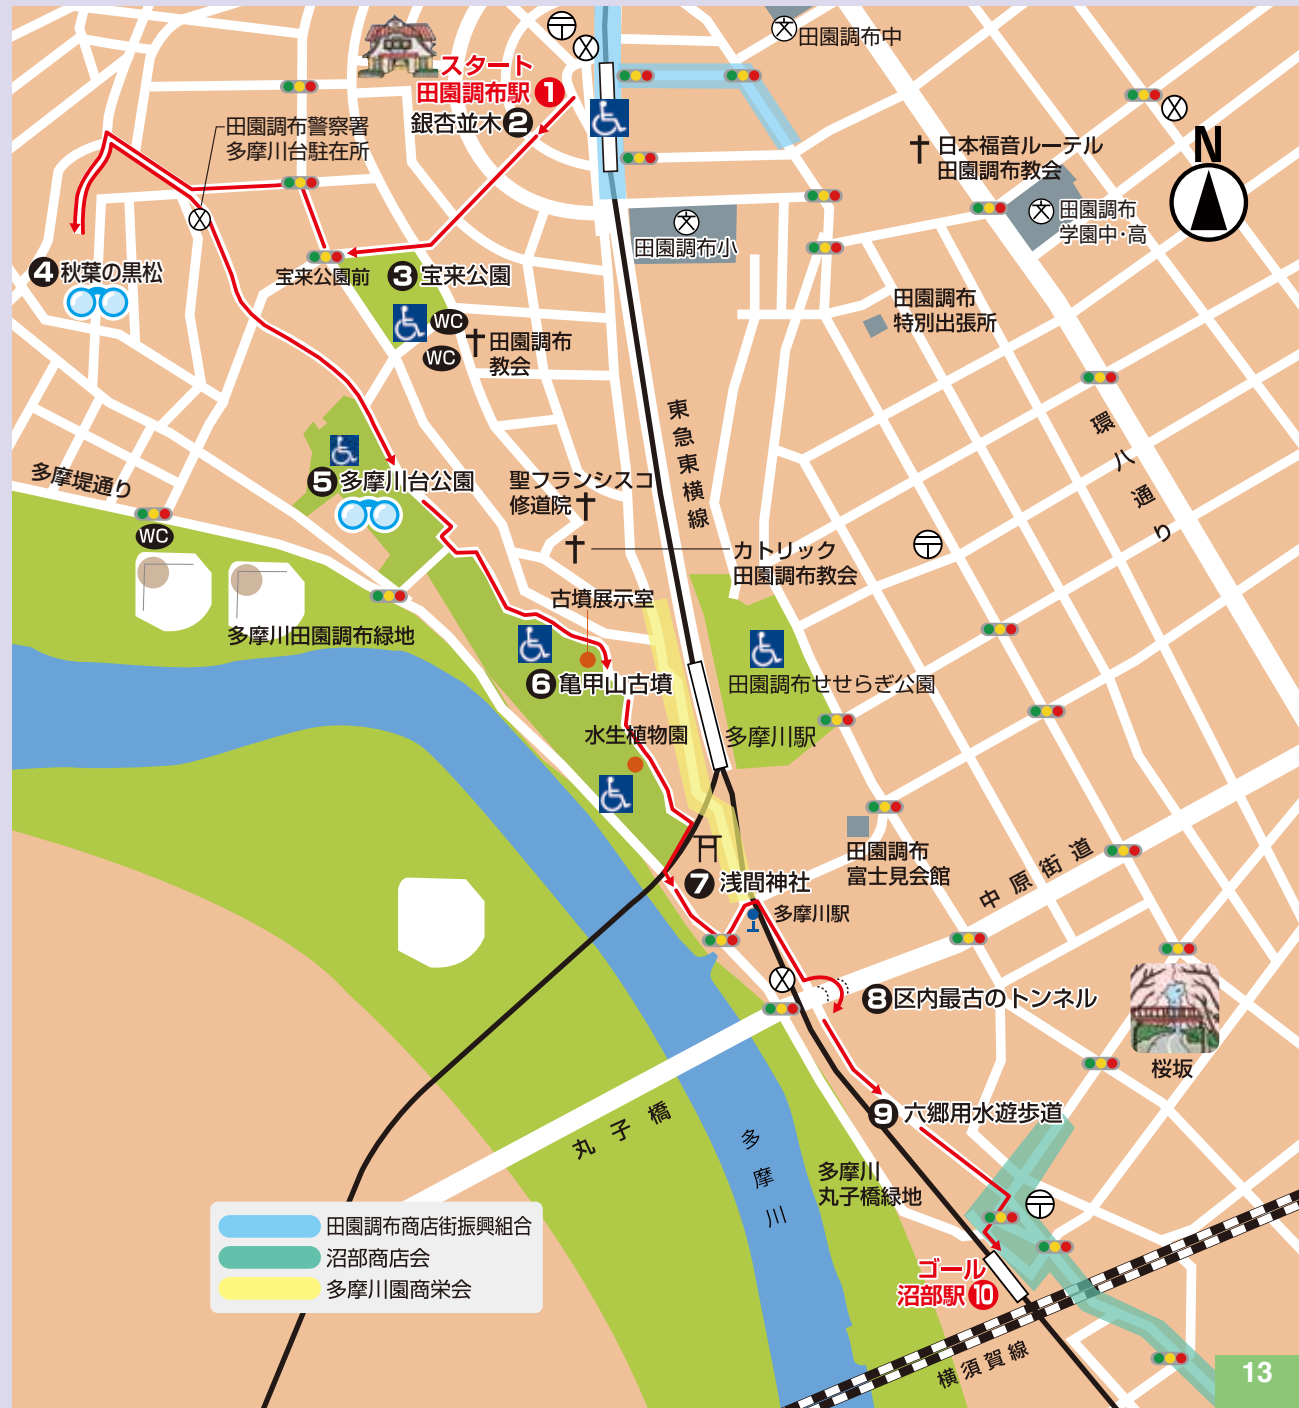 田園調布中
スタート
田園調布駅 1
銀杏並木 2
田園調布警察署
多摩川台駐在所
日本福音ルーテル
田園調布教会
N
田園調布
学園中・高
田園調布小
4 秋葉の黒松
宝来公園前
3 宝来公園
WC
WC
田園調布
教会
田園調布
特別出張所
東急東横線
環八通り
多摩堤通り
WC
5 多摩川台公園
聖フランシスコ
修道院
カトリック
田園調布教会
古墳展示室
多摩川田園調布緑地
6 亀甲山古墳
田園調布せせらぎ公園
水生植物園
多摩川駅
田園調布
富士見会館
中原街道
7 浅間神社
多摩川駅
8 区内最古のトンネル
桜坂
9 六郷用水遊歩道
丸子橋
多摩川
多摩川
丸子橋緑地
田園調布商店街振興組合
沼部商店会
多摩川園商栄会
ゴール
沼部駅 10
横須賀線
13